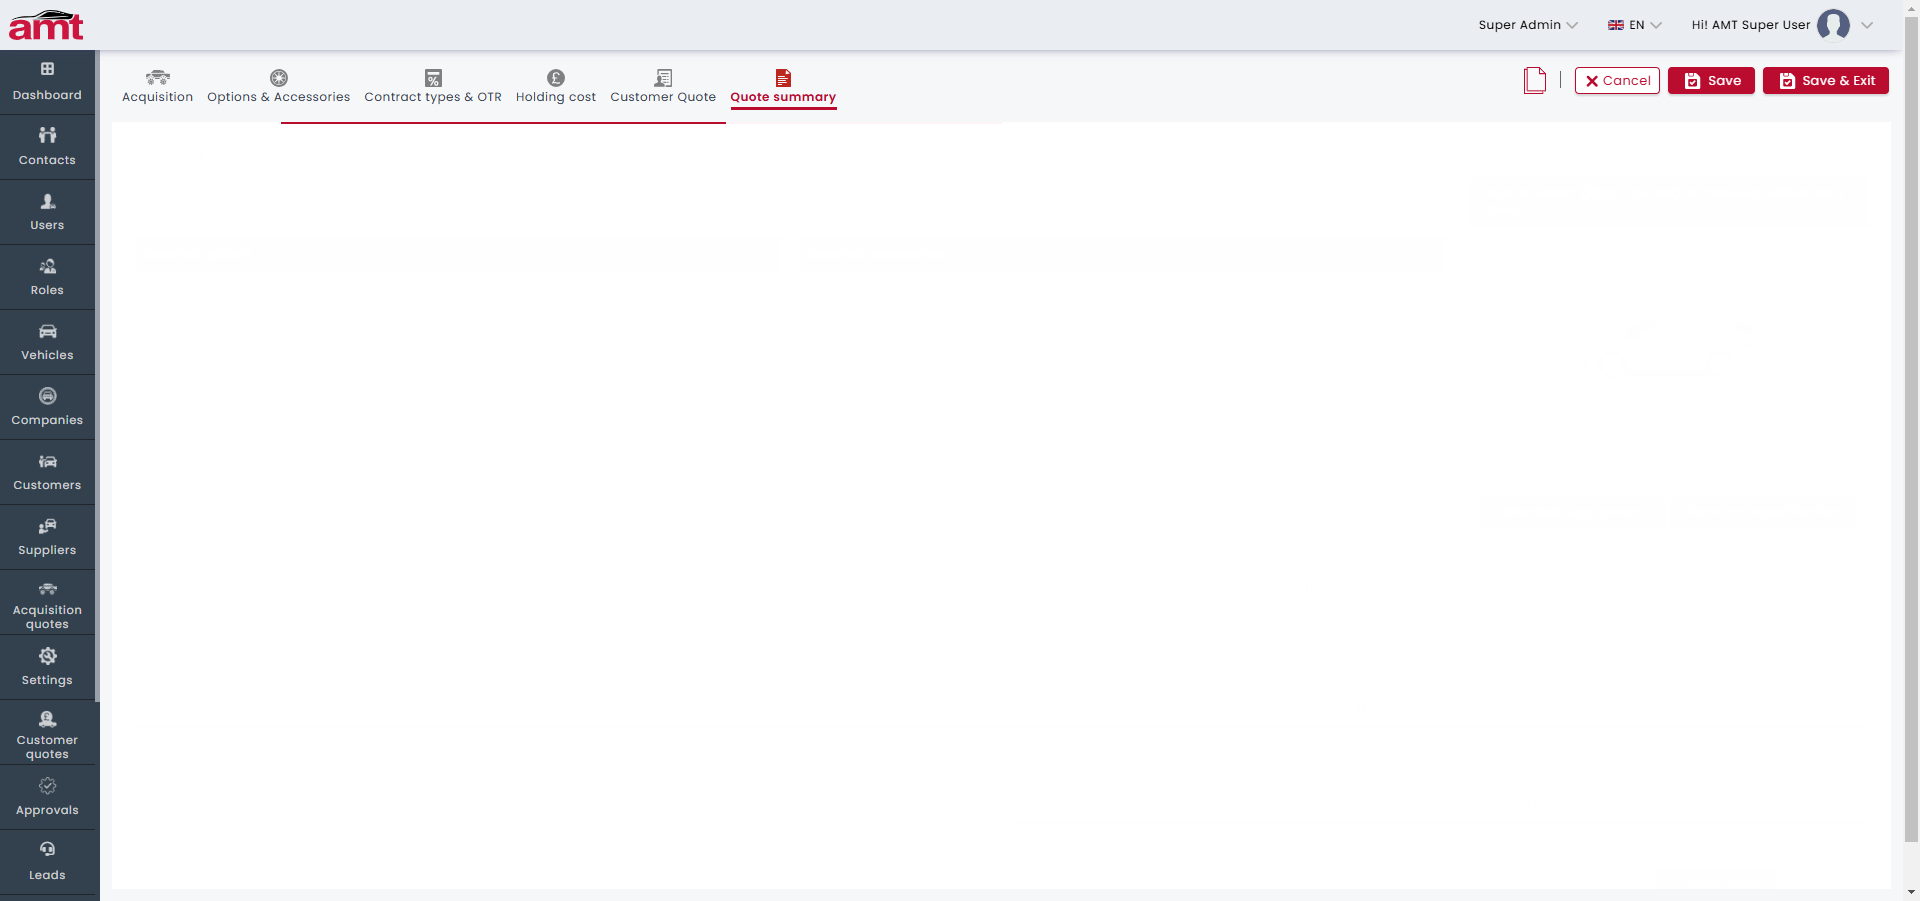 amt
Super Admin
EN
Hi! AMT Super User
Dashboard
Contacts
Users
Roles
Vehicles
Companies
Customers
Suppliers
Acquisition
quotes
Settings
Customer
quotes
Approvals
Leads
Acquisition
Options & Accessories
Contract types & OTR
Holding cost
Customer Quote
Quote summary
Cancel
Save
Save & Exit